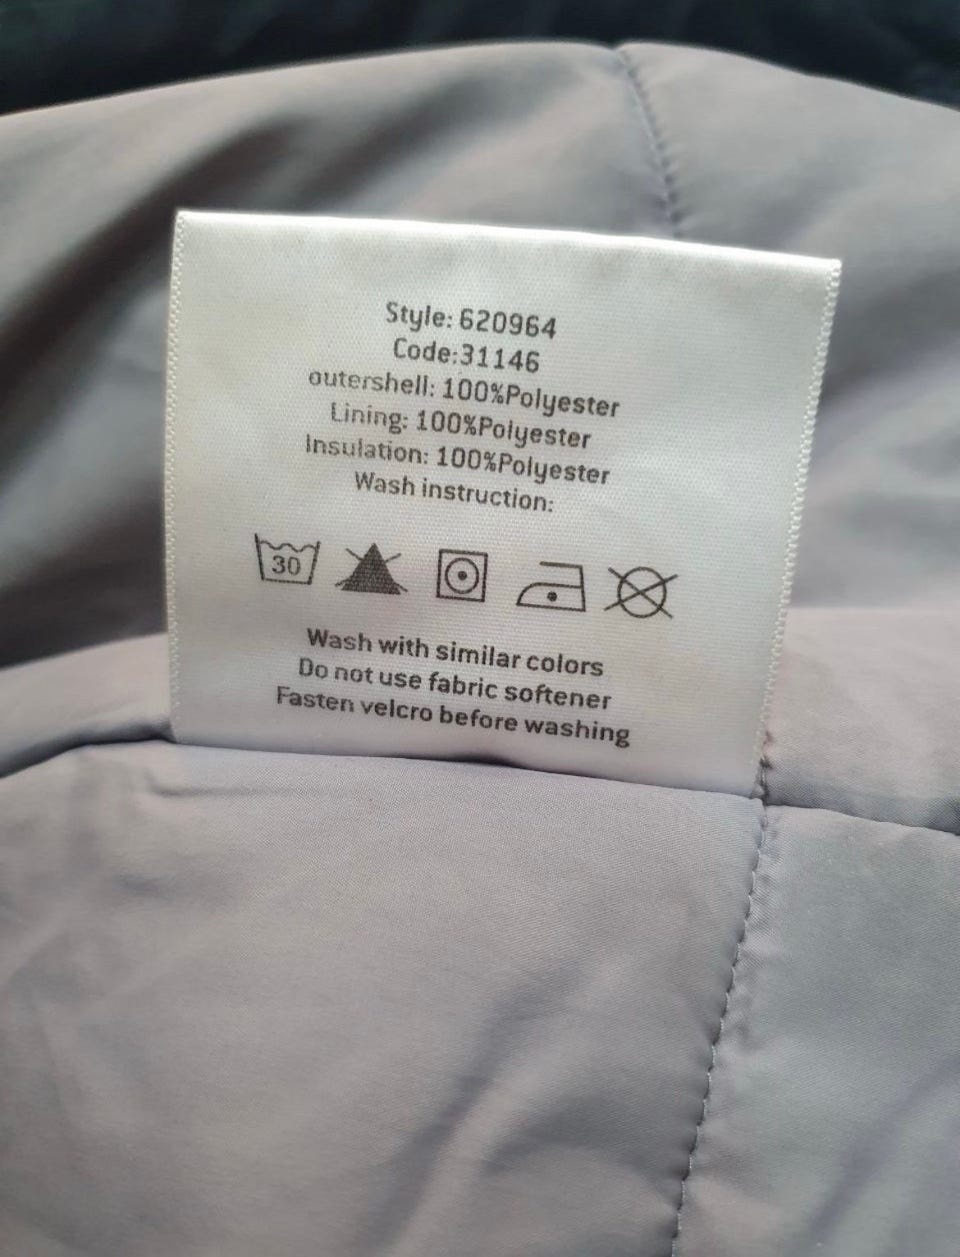 Style: 620964
Code:31146
outershell: 100%Polyester
Lining: 100%Polyester
Insulation: 100%Polyester
Wash instruction:
30
Wash with similar colors
Do not use fabric softener
Fasten velcro before washing